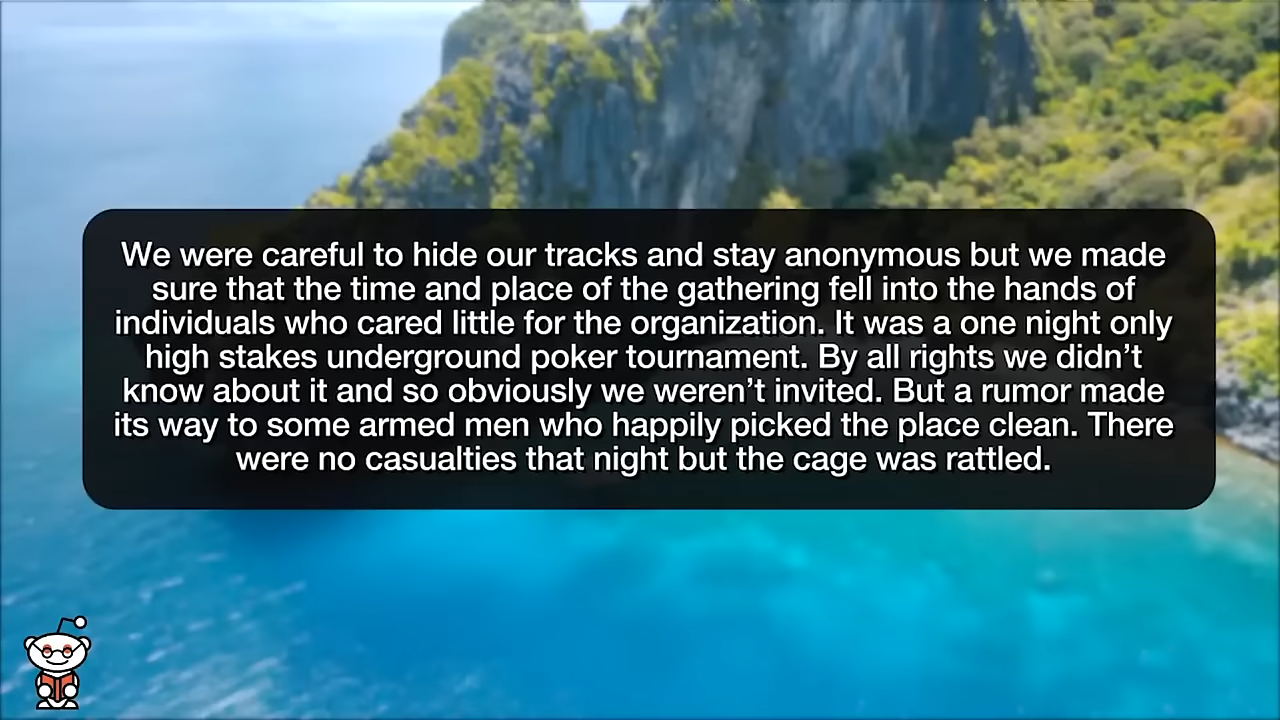 We were careful to hide our tracks and stay anonymous but we made
sure that the time and place of the gathering fell into the hands of
individuals who cared little for the organization. It was a one night only
high stakes underground poker tournament. By all rights we didn’t
know about it and so obviously we weren’t invited. But a rumor made
its way to some armed men who happily picked the place clean. There
were no casualties that night but the cage was rattled.